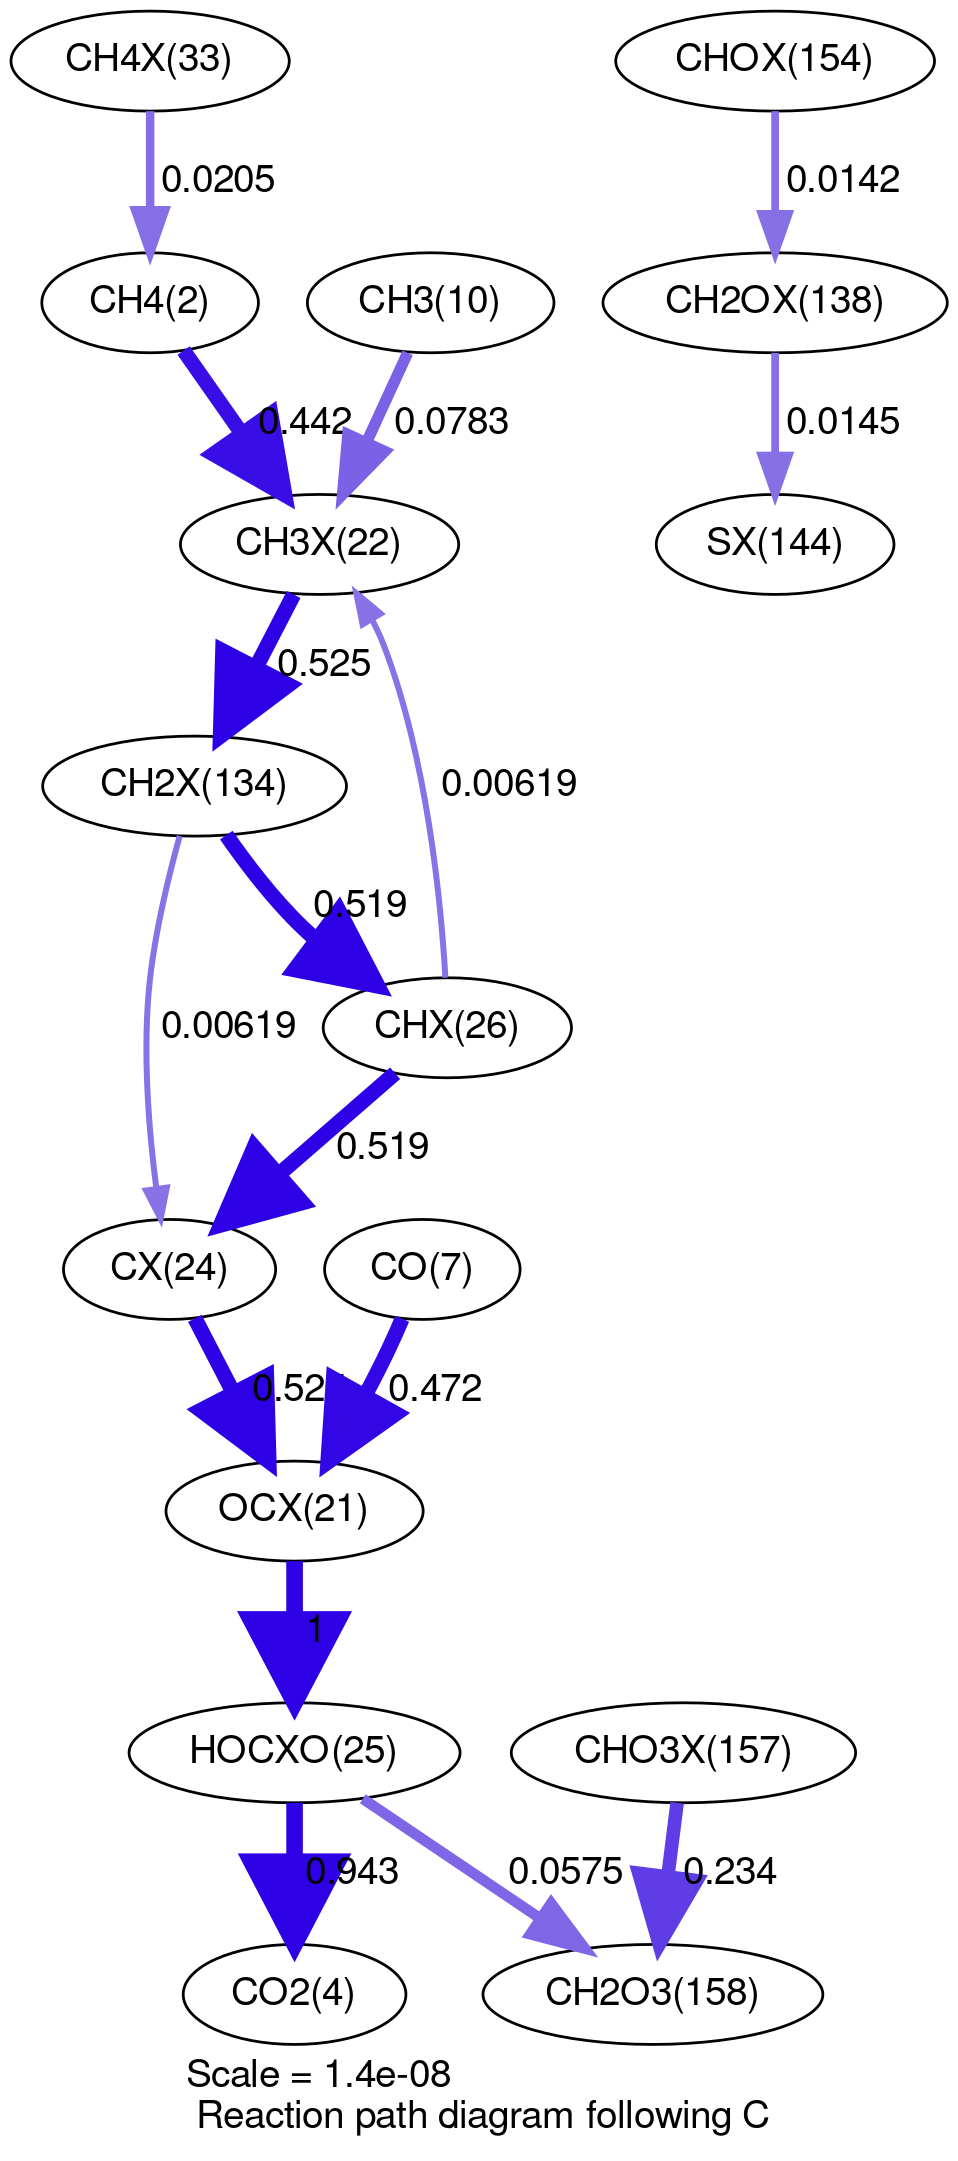 CH4X(33)
CHOX(154)
0.0205
0.0142
CH4(2)
CH3(10)
CH2OX(138)
0.442
0.0783
0.0145
CH3X(22)
SX(144)
0.525
CH2X(134)
0.00619
0.519
0.00619
CHX(26)
0.519
CX(24)
CO(7)
0.472
OCX(21)
1
HOCXO(25)
CHO3X(157)
0.943
0.0575
0.234
CO2(4)
CH2O3(158)
Scale = 1.4e-08
Reaction path diagram following C